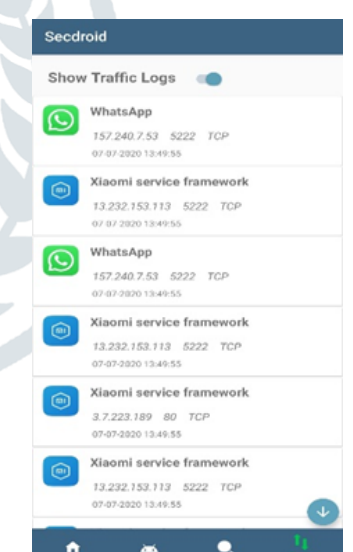 Secdroid
Show Traffic Logs
WhatsApp
157.240.7.53 5222 TCP
07-07-2020 13:49:55
Xiaomi service framework
13.232.153.113 5222 TCP
07-07-2020 13:49:55
WhatsApp
157.240.7.53 5222 TCP
07-07-2020 13:49:55
Xiaomi service framework
13.232.153.113 5222 TCP
07-07-2020 13:49:55
Xiaomi service framework
3.7.223.189 80 TCP
07-07-2020 13:49:55
Xiaomi service framework
13.232.153.113 5222 TCP
07-07-2020 13:49:55